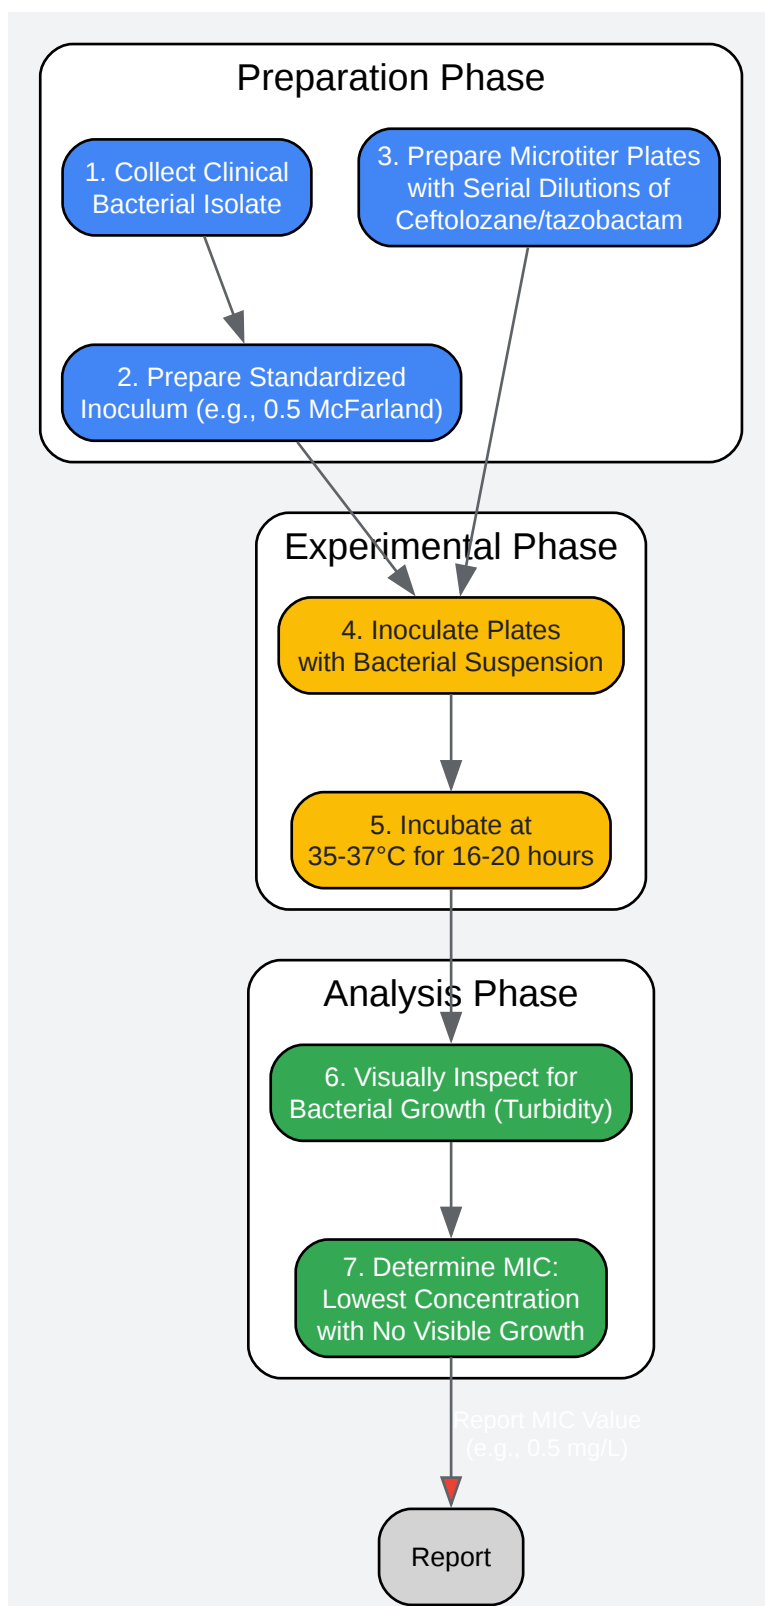 Preparation Phase
1. Collect Clinical
Bacterial Isolate
3. Prepare Microtiter Plates
with Serial Dilutions of
Ceftolozane/tazobactam
2. Prepare Standardized
Inoculum (e.g., 0.5 McFarland)
Experimental Phase
4. Inoculate Plates
with Bacterial Suspension
5. Incubate at
35-37°C for 16-20 hours
Analysis Phase
6. Visually Inspect for
Bacterial Growth (Turbidity)
7. Determine MIC:
Lowest Concentration
with No Visible Growth
Report MIC Value
(e.g., 0.5 mg/L)
Report